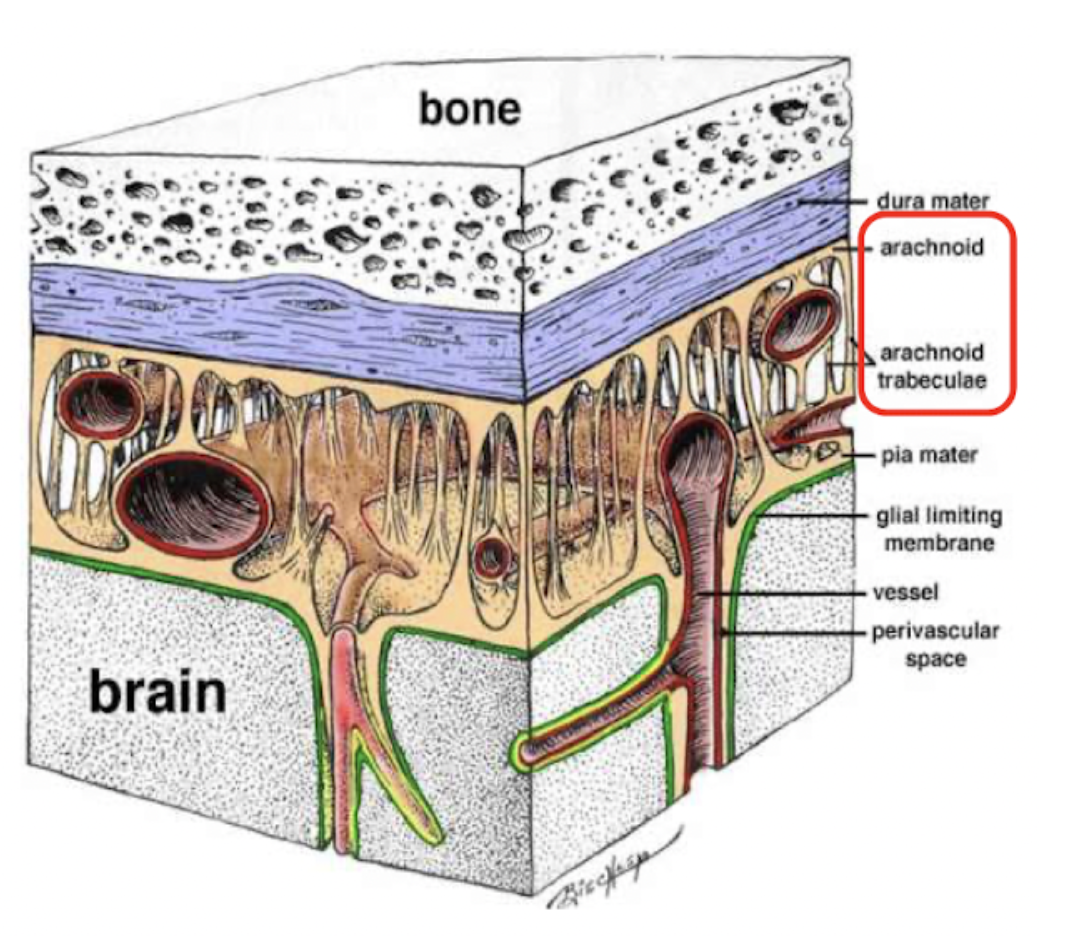 bone
dura mater
arachnoid
arachnoid
trabeculae
pia mater
glial limiting
membrane
vessel
perivascular
space
brain